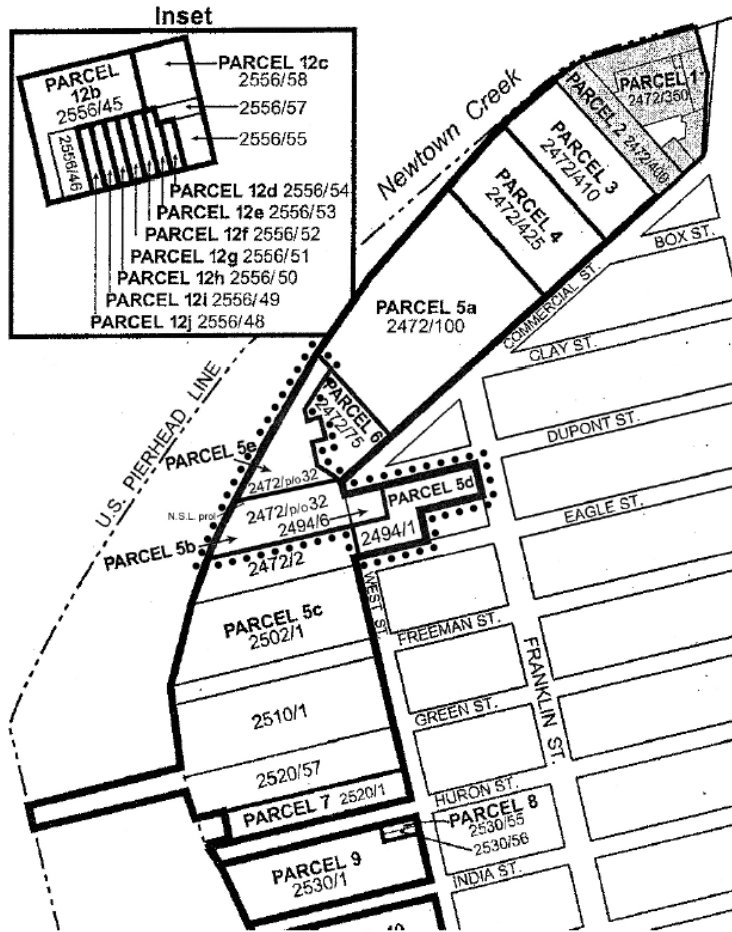 Inset
PARCEL
12b
2556/45
PARCEL 12c
2556/58
2556/57
2556/55
2556/46
PARCEL 12d 2556/54
PARCEL 12e 2556/53
PARCEL 12f 2556/52
PARCEL 12g 2556/51
PARCEL 12h 2556/50
PARCEL 12i 2556/49
PARCEL 12j 2556/48
Newtown Creek
U.S. PIERHEAD LINE
PARCEL 1
2472/350
PARCEL 2 2472/400
PARCEL 3
2472/410
PARCEL 4
2472/425
PARCEL 5a
2472/100
BOX ST.
COMMERCIAL ST.
CLAY ST.
DUPONT ST.
EAGLE ST.
PARCEL 6
2472/75
PARCEL 5e
2472/p/o32
N.S.L. prol
2472/p/o32
2494/6
PARCEL 5d
PARCEL 5b
2494/1
2472/2
WEST ST.
PARCEL 5c
2502/1
FREEMAN ST.
FRANKLIN ST.
2510/1
GREEN ST.
2520/57
HURON ST.
PARCEL 7 2520/1
PARCEL 8
2530/55
2530/56
PARCEL 9
2530/1
INDIA ST.